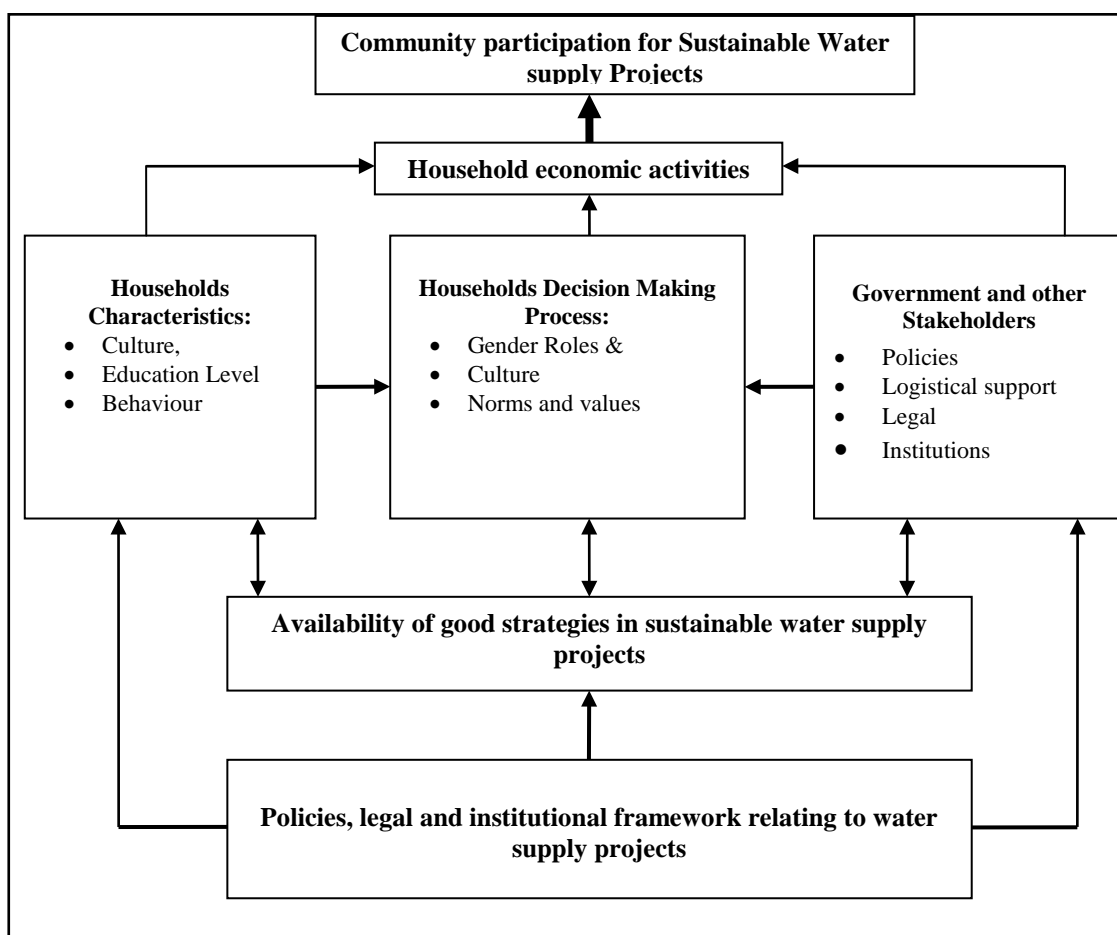 Community participation for Sustainable Water
supply Projects
Household economic activities
Households
Characteristics:
• Culture,
• Education Level
• Behaviour
Households Decision Making
Process:
• Gender Roles &
• Culture
• Norms and values
Government and other
Stakeholders
• Policies
• Logistical support
• Legal
• Institutions
Availability of good strategies in sustainable water supply
projects
Policies, legal and institutional framework relating to water
supply projects